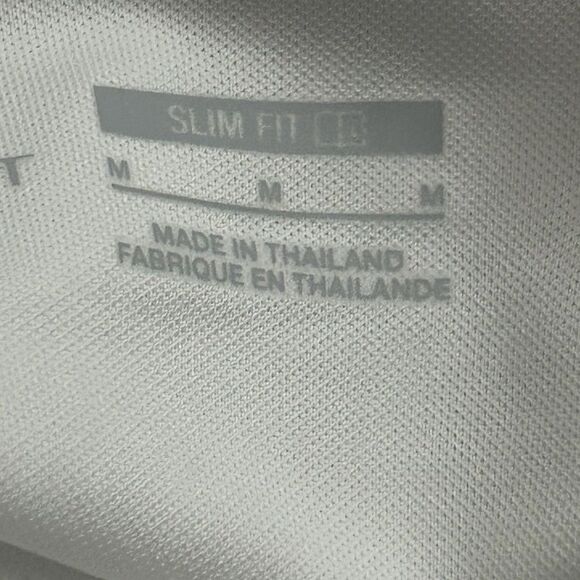 SLIM FIT
T
M M M
MADE IN THAILAND
FABRIQUE EN THAILANDE